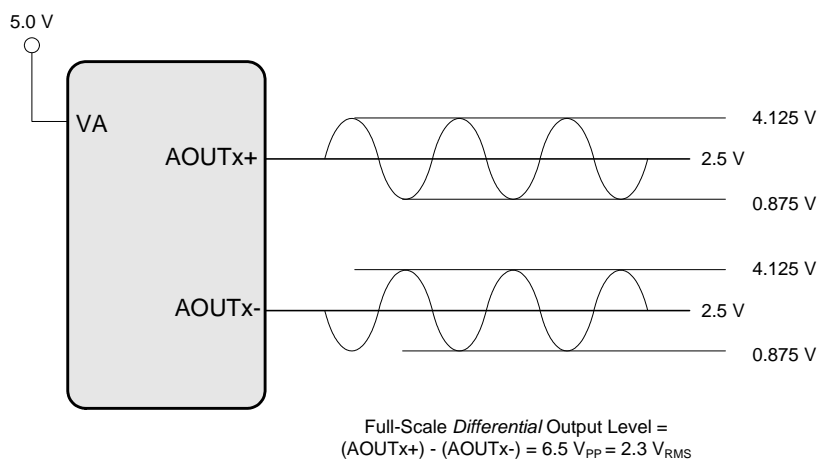 5.0 V
VA
AOUTx+
4.125 V
2.5 V
0.875 V
AOUTx-
4.125 V
2.5 V
0.875 V
Full-Scale Differential Output Level =
(AOUTx+) - (AOUTx-) = 6.5 VPP = 2.3 VRMS